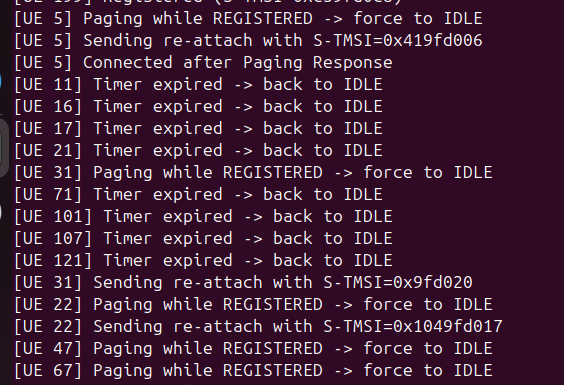 [UE 5] Paging while REGISTERED -> force to IDLE
[UE 5] Sending re-attach with S-TMSI=0x419fd006
[UE 5] Connected after Paging Response
[UE 11] Timer expired -> back to IDLE
[UE 16] Timer expired -> back to IDLE
[UE 17] Timer expired -> back to IDLE
[UE 21] Timer expired -> back to IDLE
[UE 31] Paging while REGISTERED -> force to IDLE
[UE 71] Timer expired -> back to IDLE
[UE 101] Timer expired -> back to IDLE
[UE 107] Timer expired -> back to IDLE
[UE 121] Timer expired -> back to IDLE
[UE 31] Sending re-attach with S-TMSI=0x9fd020
[UE 22] Paging while REGISTERED -> force to IDLE
[UE 22] Sending re-attach with S-TMSI=0x1049fd017
[UE 47] Paging while REGISTERED -> force to IDLE
[UE 67] Paging while REGISTERED -> force to IDLE